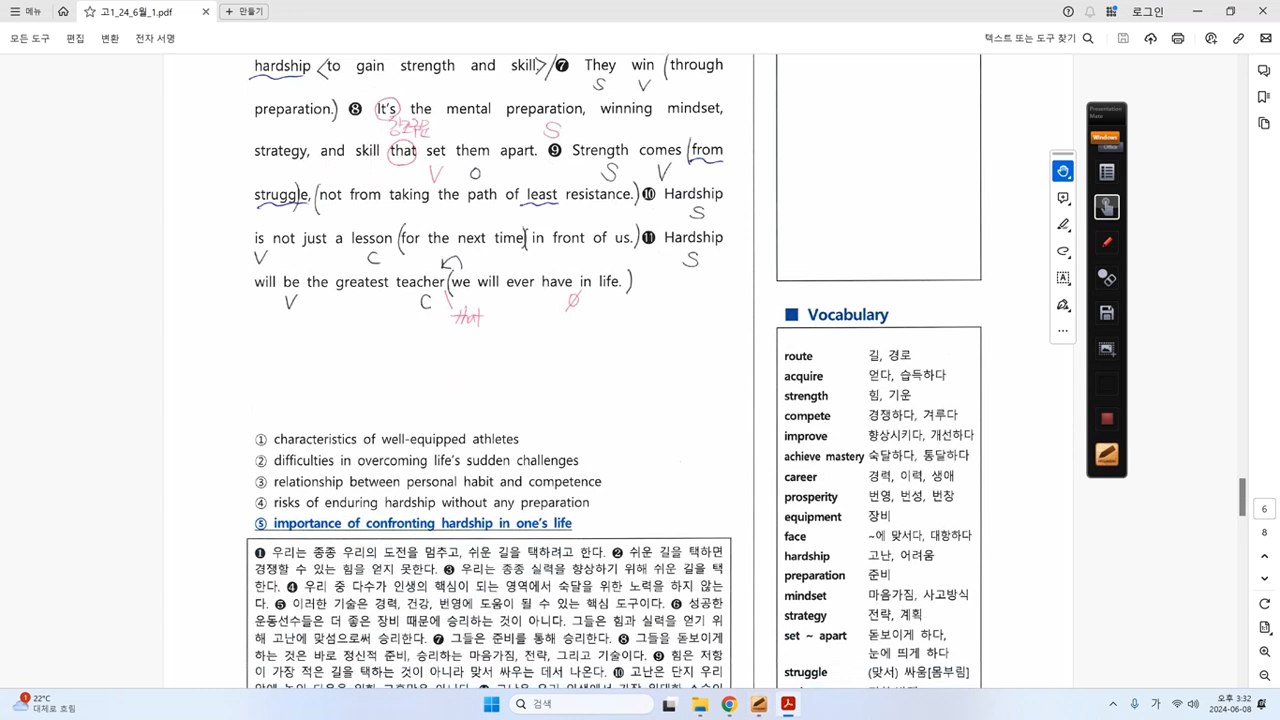 메뉴
고1_24_6월_1.pdf
만들기
로그인
모든 도구
편집
변환
전자 서명
텍스트 또는 도구 찾기
hardship <to gain strength and skill>/ ❼ They win (through
S V
preparation.) ❽ It's the mental preparation, winning mindset,
S
strategy, and skill that set them apart. ❾ Strength comes (from
V O S V
struggle, (not from taking the path of least resistance.) ❿ Hardship
S
is not just a lesson (for the next time) in front of us.) ⓫ Hardship
V C S
will be the greatest teacher (we will ever have in life.)
V C that ∅
① characteristics of well-equipped athletes
② difficulties in overcoming life's sudden challenges
③ relationship between personal habit and competence
④ risks of enduring hardship without any preparation
⑤ importance of confronting hardship in one's life
❶ 우리는 종종 우리의 도전을 멈추고, 쉬운 길을 택하려고 한다. ❷ 쉬운 길을 택하면
경쟁할 수 있는 힘을 얻지 못한다. ❸ 우리는 종종 실력을 향상하기 위해 쉬운 길을 택
한다. ❹ 우리 중 다수가 인생의 핵심이 되는 영역에서 숙달을 위한 노력을 하지 않는
다. ❺ 이러한 기술은 경력, 건강, 번영에 도움이 될 수 있는 핵심 도구이다. ❻ 성공한
운동선수들은 더 좋은 장비 때문에 승리하는 것이 아니다. 그들은 힘과 실력을 얻기 위
해 고난에 맞섬으로써 승리한다. ❼ 그들은 준비를 통해 승리한다. ❽ 그들을 돋보이게
하는 것은 바로 정신적 준비, 승리하는 마음가짐, 전략, 그리고 기술이다. ❾ 힘은 저항
이 가장 적은 길을 택하는 것이 아니라 맞서 싸우는 데서 나온다. ❿ 고난은 단지 우리
Vocabulary
route 길, 경로
acquire 얻다, 습득하다
strength 힘, 기운
compete 경쟁하다, 겨루다
improve 향상시키다, 개선하다
achieve mastery 숙달하다, 통달하다
career 경력, 이력, 생애
prosperity 번영, 번성, 번창
equipment 장비
face ~에 맞서다, 대항하다
hardship 고난, 어려움
preparation 준비
mindset 마음가짐, 사고방식
strategy 전략, 계획
set ~ apart 돋보이게 하다,
눈에 띄게 하다
struggle (맞서) 싸움[몸부림]
Presentation
Mate
Windows
Office
6
8
1
22°C
대체로 흐림
검색
가
오후 3:32
2024-06-08